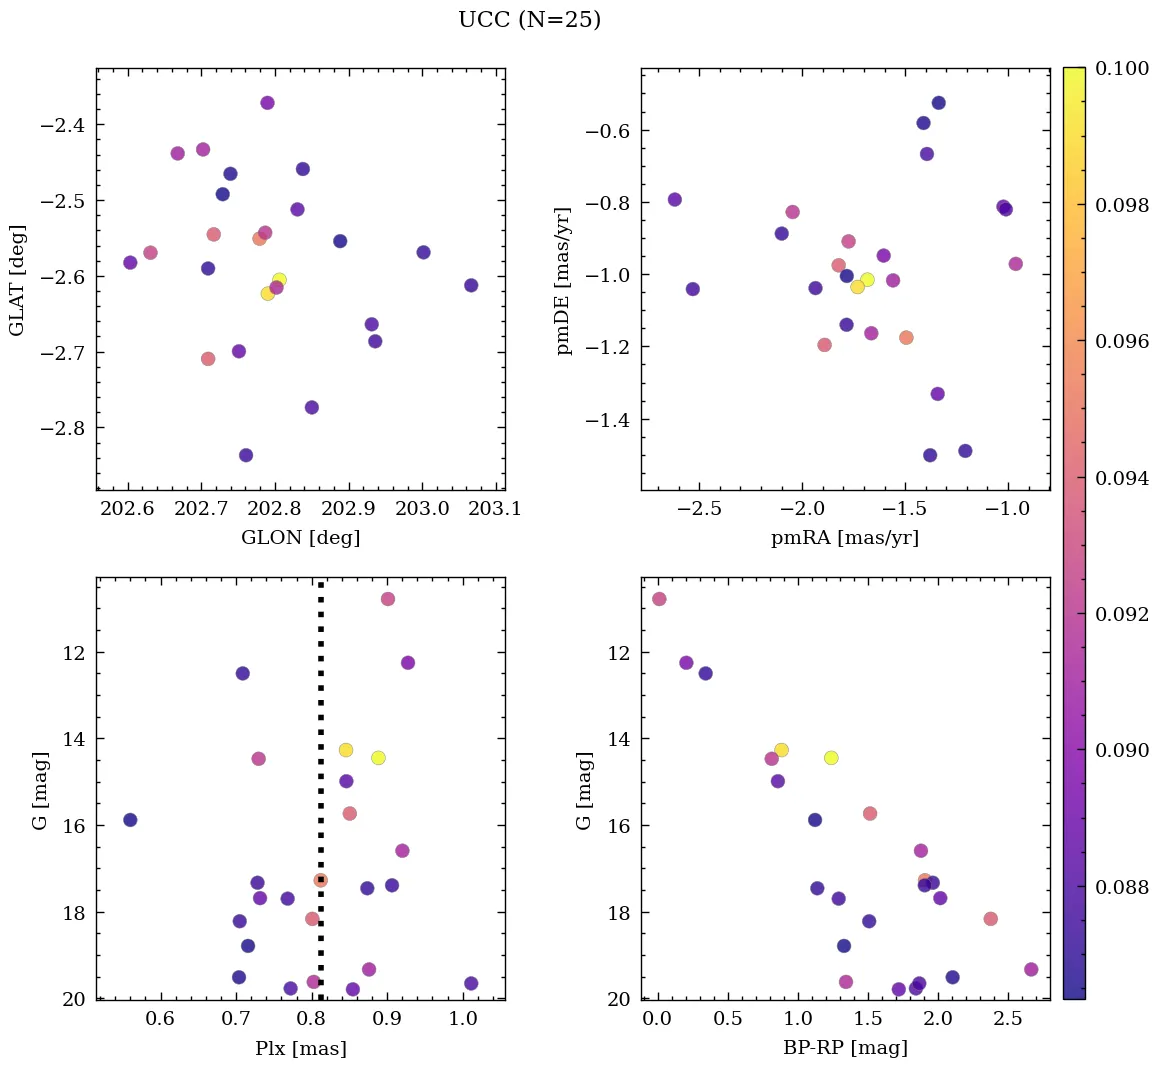 UCC (N=25)
−2.4
−2.5
−2.6
−2.7
−2.8
GLAT [deg]
202.6 202.7 202.8 202.9 203.0 203.1
GLON [deg]
−0.6
−0.8
−1.0
−1.2
−1.4
pmDE [mas/yr]
−2.5 −2.0 −1.5 −1.0
pmRA [mas/yr]
12
14
16
18
20
G [mag]
0.6 0.7 0.8 0.9 1.0
Plx [mas]
12
14
16
18
20
G [mag]
0.0 0.5 1.0 1.5 2.0 2.5
BP-RP [mag]
0.100
0.098
0.096
0.094
0.092
0.090
0.088